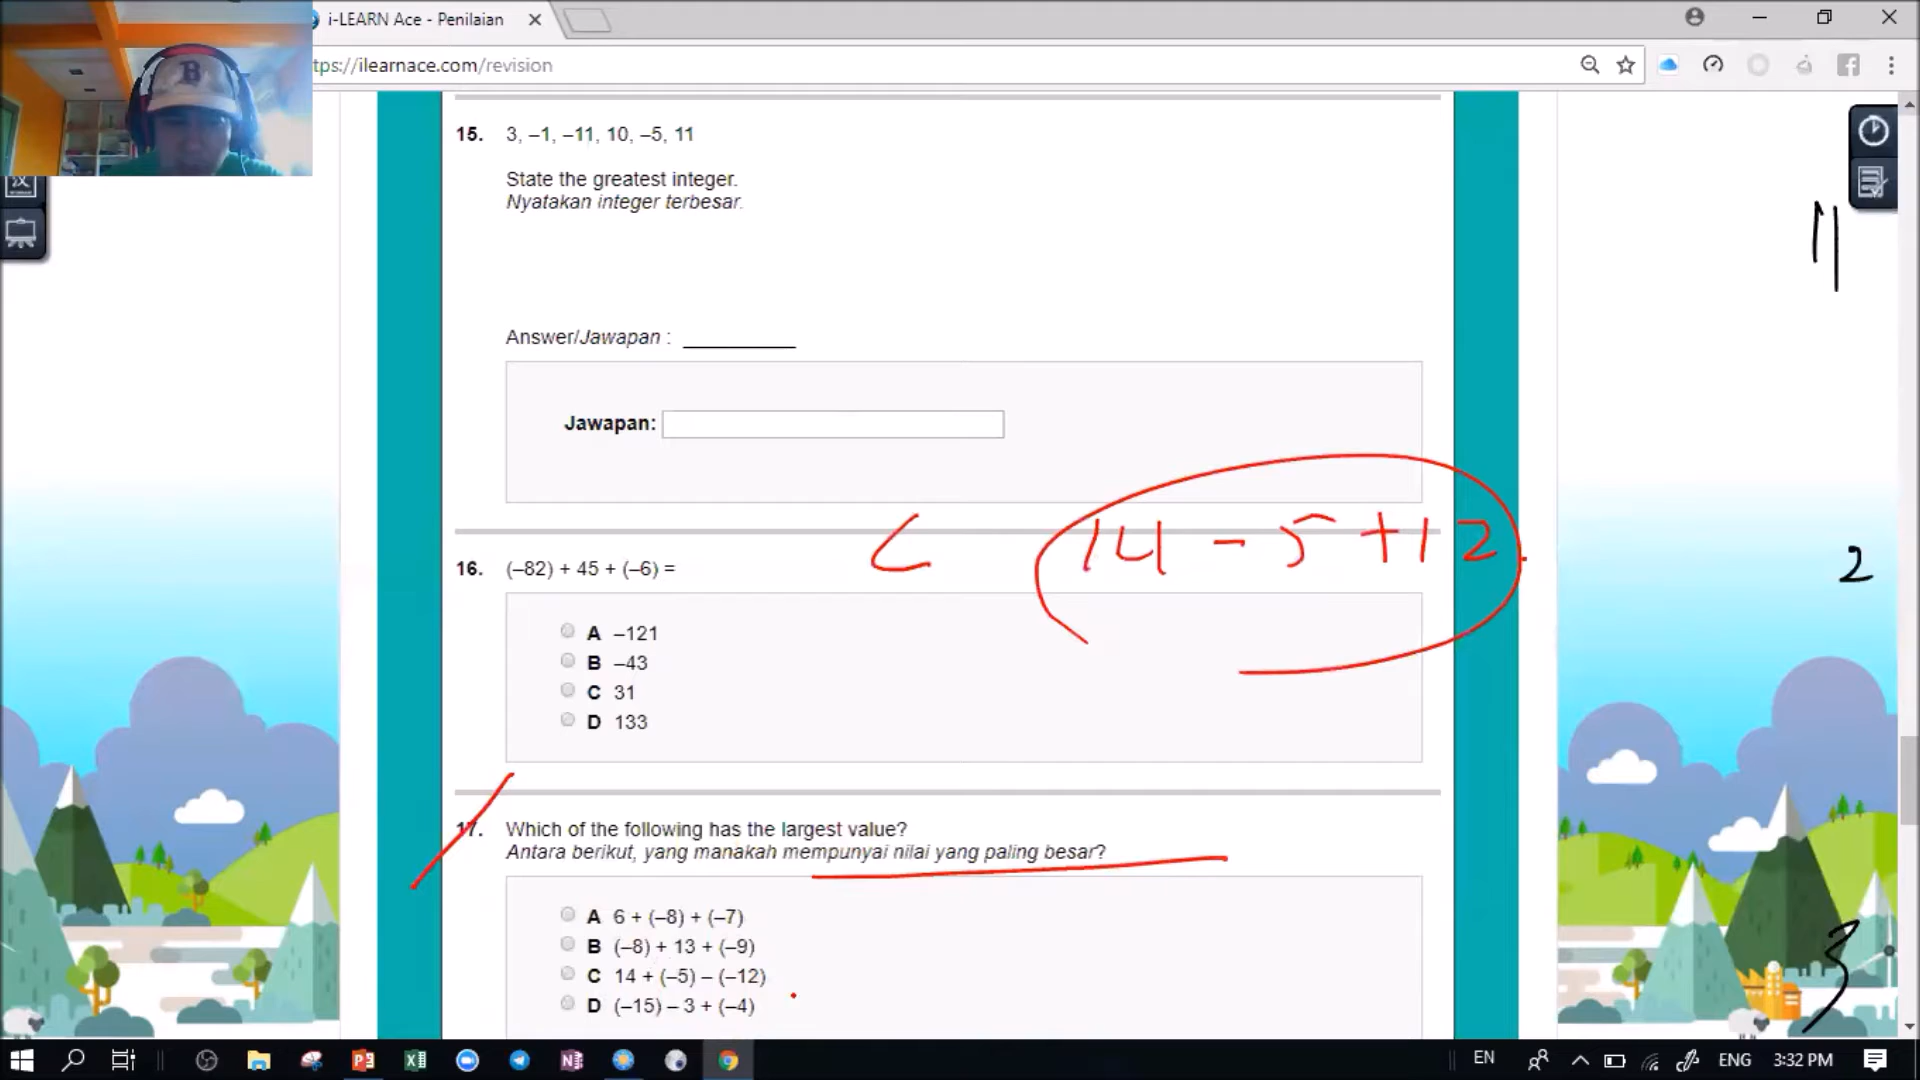 i-LEARN Ace - Penilaian
tps://ilearnace.com/revision
B
汉
15. 3, –1, –11, 10, –5, 11
State the greatest integer.
Nyatakan integer terbesar.
11
Answer/Jawapan : __________
Jawapan:
C 14 - 5 + 12
16. (–82) + 45 + (–6) =
2
A –121
B –43
C 31
D 133
17. Which of the following has the largest value?
Antara berikut, yang manakah mempunyai nilai yang paling besar?
A 6 + (–8) + (–7)
B (–8) + 13 + (–9)
C 14 + (–5) – (–12)
D (–15) – 3 + (–4)
3
EN
ENG
3:32 PM